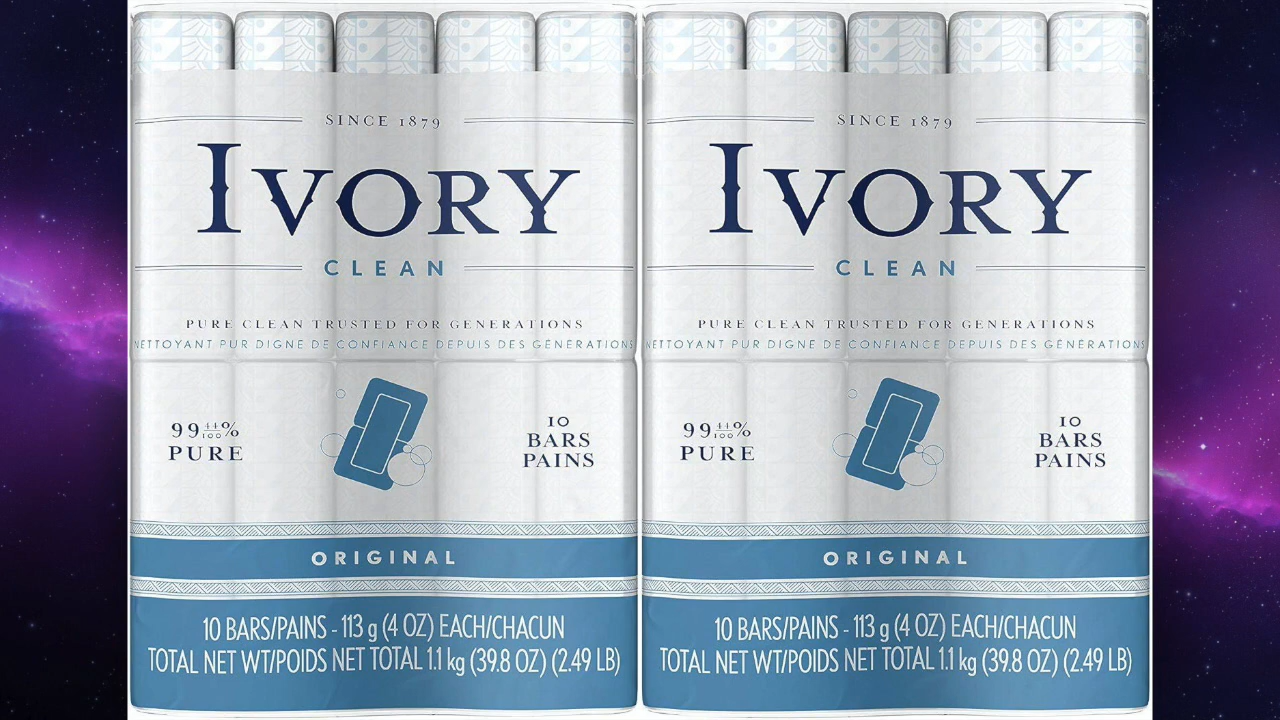 SINCE 1879
IVORY
CLEAN
PURE CLEAN TRUSTED FOR GENERATIONS
NETTOYANT PUR DIGNE DE CONFIANCE DEPUIS DES GÉNÉRATIONS
99 44/100%
PURE
10
BARS
PAINS
ORIGINAL
10 BARS/PAINS - 113 g (4 OZ) EACH/CHACUN
TOTAL NET WT/POIDS NET TOTAL 1.1 kg (39.8 OZ) (2.49 LB)
SINCE 1879
IVORY
CLEAN
PURE CLEAN TRUSTED FOR GENERATIONS
NETTOYANT PUR DIGNE DE CONFIANCE DEPUIS DES GÉNÉRATIONS
99 44/100%
PURE
10
BARS
PAINS
ORIGINAL
10 BARS/PAINS - 113 g (4 OZ) EACH/CHACUN
TOTAL NET WT/POIDS NET TOTAL 1.1 kg (39.8 OZ) (2.49 LB)